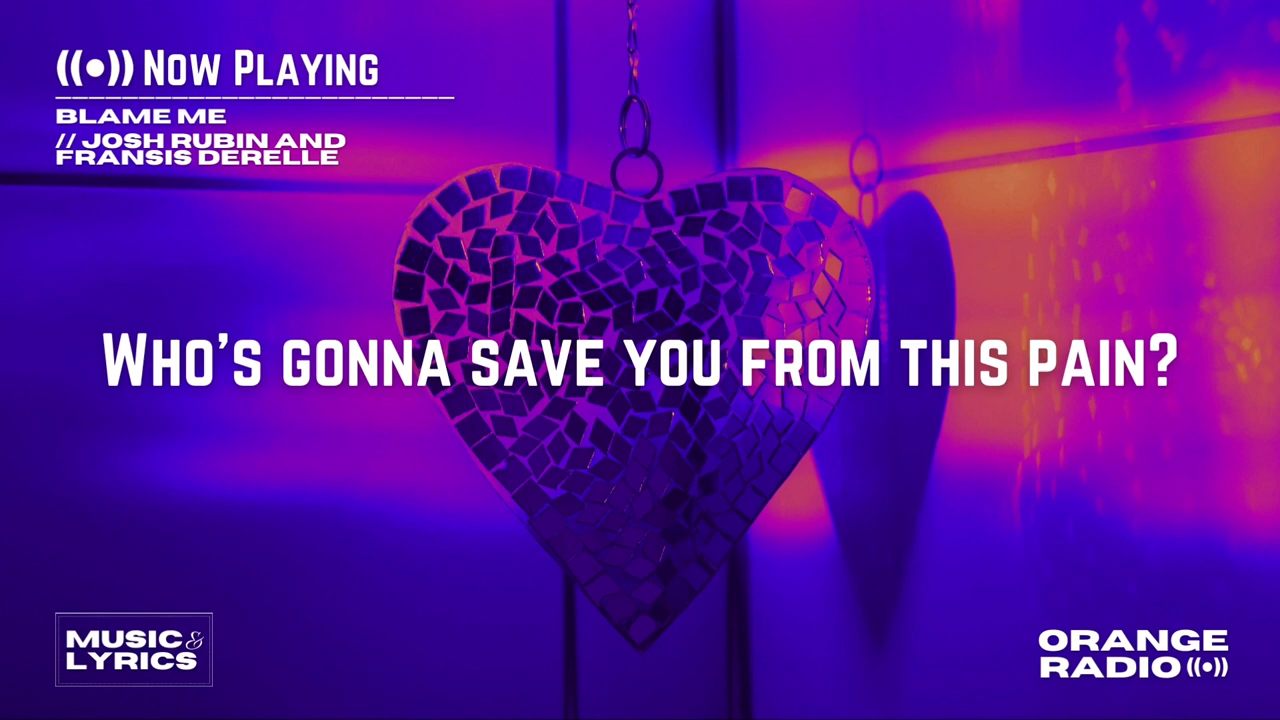 ((•)) Now Playing
BLAME ME
// JOSH RUBIN AND
FRANSIS DERELLE
Who's gonna save you from this pain?
MUSIC &
LYRICS
ORANGE
RADIO ((•))